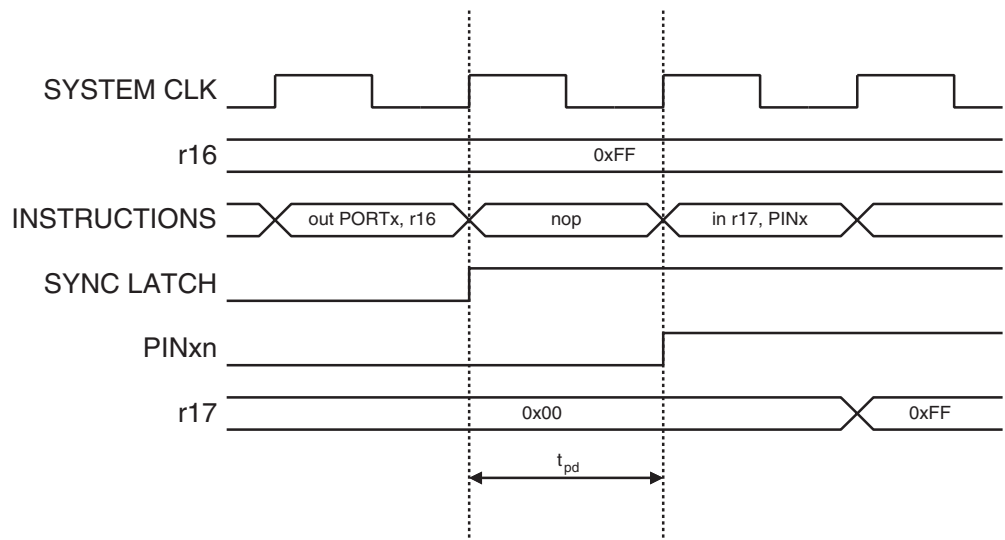 SYSTEM CLK
r16
0xFF
INSTRUCTIONS
out PORTx, r16
nop
in r17, PINx
SYNC LATCH
PINxn
r17
0x00
0xFF
tpd